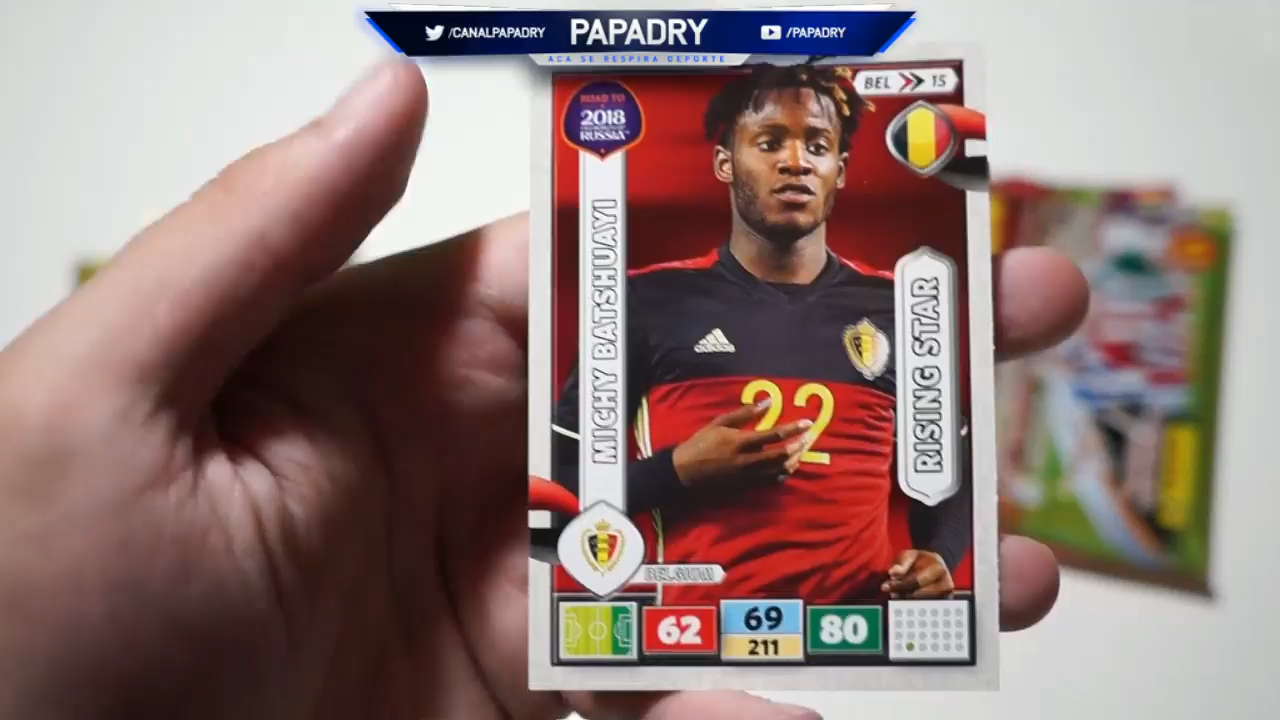 /CANALPAPADRY
PAPADRY
/PAPADRY
ACA SE RESPIRA DEPORTE
ROAD TO
2018
RUSSIA
BEL 15
MICHY BATSHUAYI
adidas
22
RISING STAR
BELGIUM
62
69
211
80